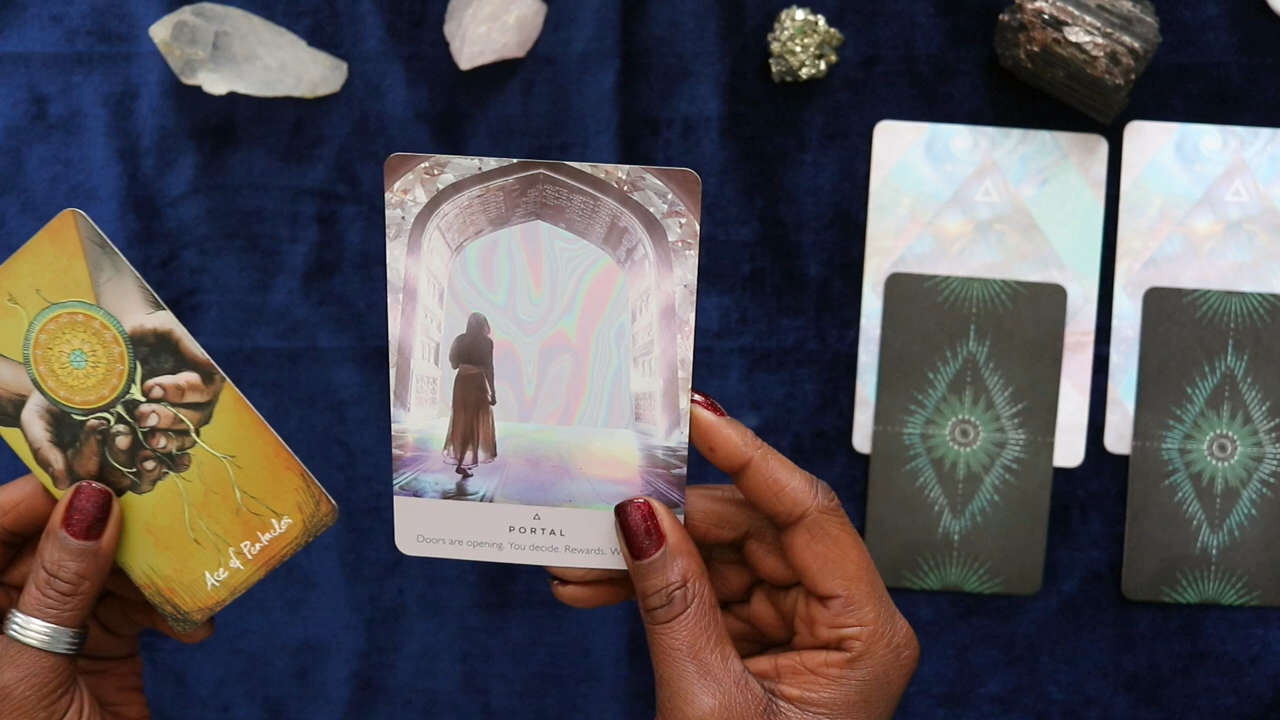 Ace of Pentacles
PORTAL
Doors are opening. You decide. Rewards.